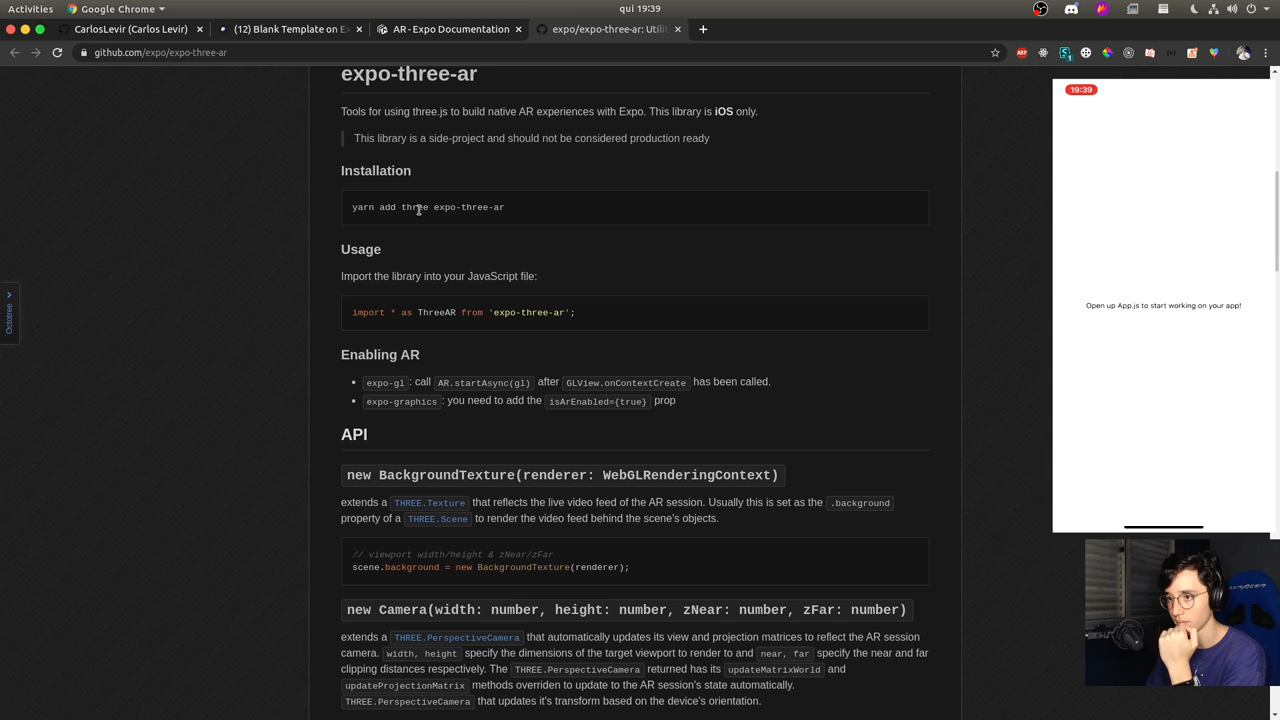 Activities Google Chrome qui 19:39
CarlosLevir (Carlos Levir) (12) Blank Template on Ex AR - Expo Documentation expo/expo-three-ar: Utili
github.com/expo/expo-three-ar
expo-three-ar
Tools for using three.js to build native AR experiences with Expo. This library is iOS only.
This library is a side-project and should not be considered production ready
Installation
yarn add three expo-three-ar
Usage
Import the library into your JavaScript file:
import * as ThreeAR from 'expo-three-ar';
Enabling AR
expo-gl: call AR.startAsync(gl) after GLView.onContextCreate has been called.
expo-graphics: you need to add the isArEnabled={true} prop
API
new BackgroundTexture(renderer: WebGLRenderingContext)
extends a THREE.Texture that reflects the live video feed of the AR session. Usually this is set as the .background
property of a THREE.Scene to render the video feed behind the scene's objects.
// viewport width/height & zNear/zFar
scene.background = new BackgroundTexture(renderer);
new Camera(width: number, height: number, zNear: number, zFar: number)
extends a THREE.PerspectiveCamera that automatically updates its view and projection matrices to reflect the AR session
camera. width, height specify the dimensions of the target viewport to render to and near, far specify the near and far
clipping distances respectively. The THREE.PerspectiveCamera returned has its updateMatrixWorld and
updateProjectionMatrix methods overriden to update to the AR session's state automatically.
THREE.PerspectiveCamera that updates it's transform based on the device's orientation.
Octotree
19:39
Open up App.js to start working on your app!